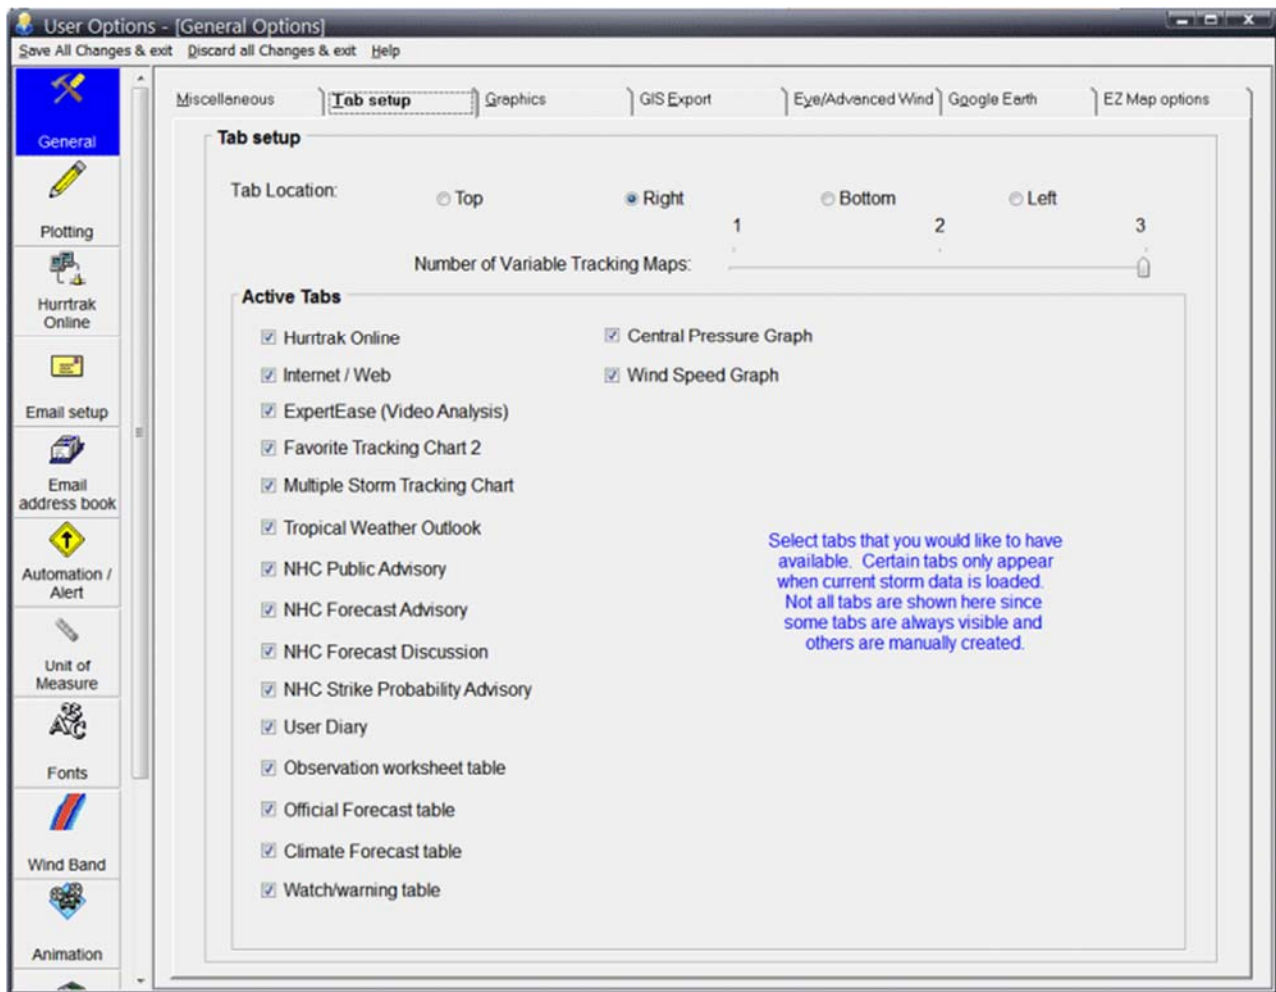 User Options - [General Options]
Save All Changes & exit Discard all Changes & exit Help
General
Plotting
Hurrtrak
Online
Email setup
Email
address book
Automation /
Alert
Unit of
Measure
Fonts
Wind Band
Animation
Miscellaneous Tab setup Graphics GIS Export Eye/Advanced Wind Google Earth EZ Map options
Tab setup
Tab Location: Top Right Bottom Left
1 2 3
Number of Variable Tracking Maps:
Active Tabs
Hurrtrak Online
Internet / Web
ExpertEase (Video Analysis)
Favorite Tracking Chart 2
Multiple Storm Tracking Chart
Tropical Weather Outlook
NHC Public Advisory
NHC Forecast Advisory
NHC Forecast Discussion
NHC Strike Probability Advisory
User Diary
Observation worksheet table
Official Forecast table
Climate Forecast table
Watch/warning table
Central Pressure Graph
Wind Speed Graph
Select tabs that you would like to have
available. Certain tabs only appear
when current storm data is loaded.
Not all tabs are shown here since
some tabs are always visible and
others are manually created.